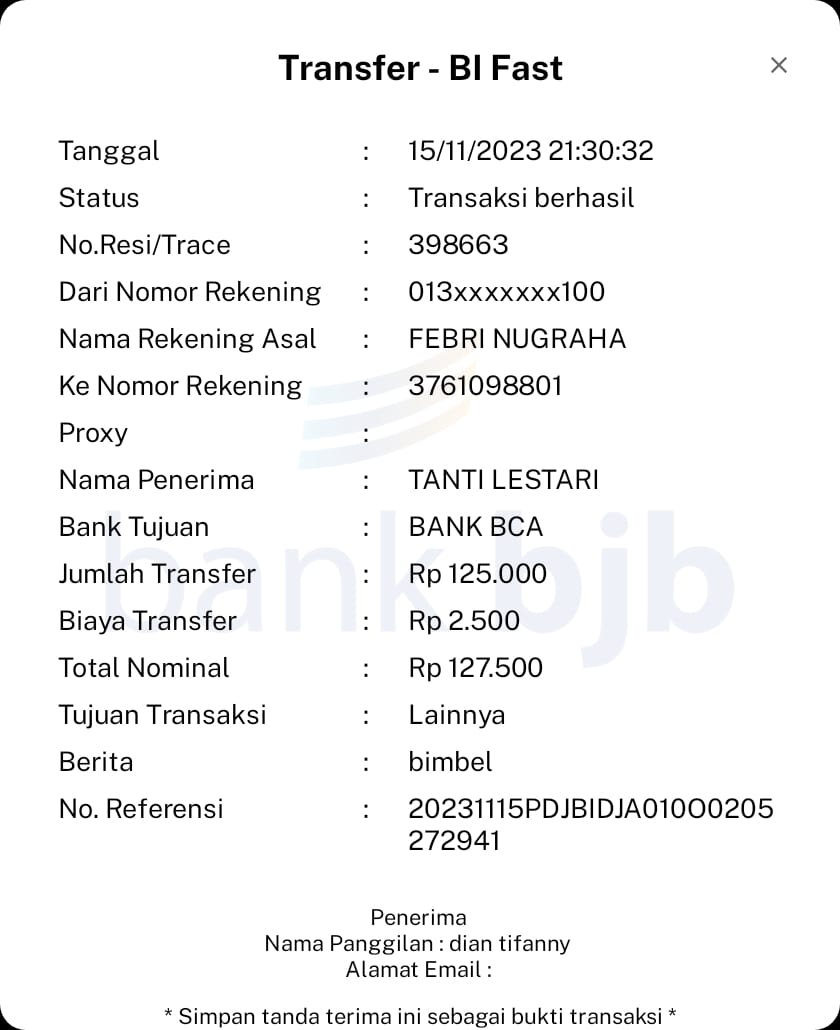 Transfer - BI Fast
Tanggal : 15/11/2023 21:30:32
Status : Transaksi berhasil
No.Resi/Trace : 398663
Dari Nomor Rekening : 013xxxxxxx100
Nama Rekening Asal : FEBRI NUGRAHA
Ke Nomor Rekening : 3761098801
Proxy :
Nama Penerima : TANTI LESTARI
Bank Tujuan : BANK BCA
Jumlah Transfer : Rp 125.000
Biaya Transfer : Rp 2.500
Total Nominal : Rp 127.500
Tujuan Transaksi : Lainnya
Berita : bimbel
No. Referensi : 20231115PDJBIDJA010O0205
272941
bank bjb
Penerima
Nama Panggilan : dian tifanny
Alamat Email :
* Simpan tanda terima ini sebagai bukti transaksi *